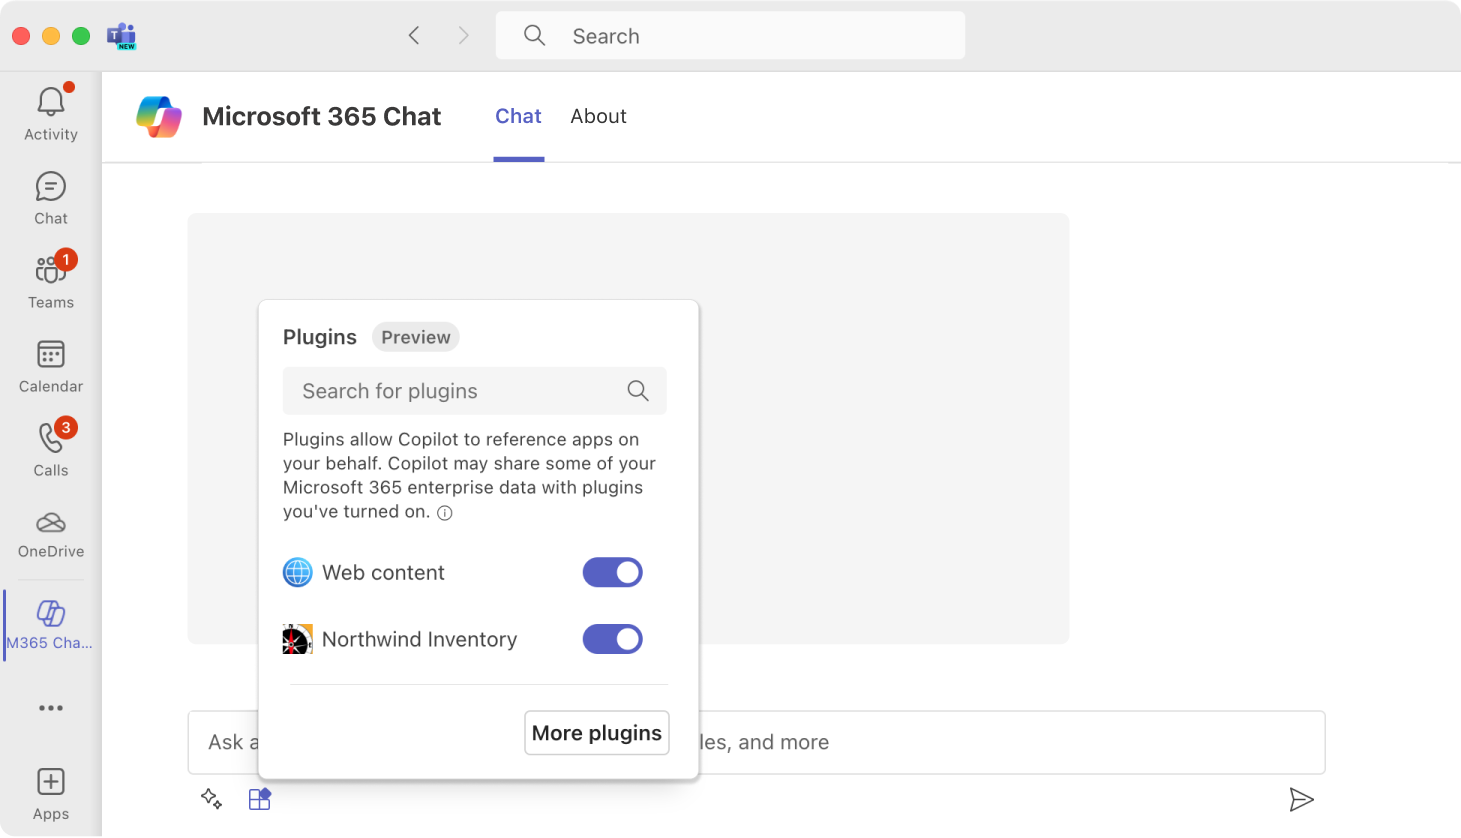 T
NEW
Search
Activity
Chat
1
Teams
Calendar
3
Calls
OneDrive
M365 Cha...
Apps
Microsoft 365 Chat
Chat
About
Plugins
Preview
Search for plugins
Plugins allow Copilot to reference apps on
your behalf. Copilot may share some of your
Microsoft 365 enterprise data with plugins
you've turned on.
Web content
Northwind Inventory
More plugins
Ask a
les, and more